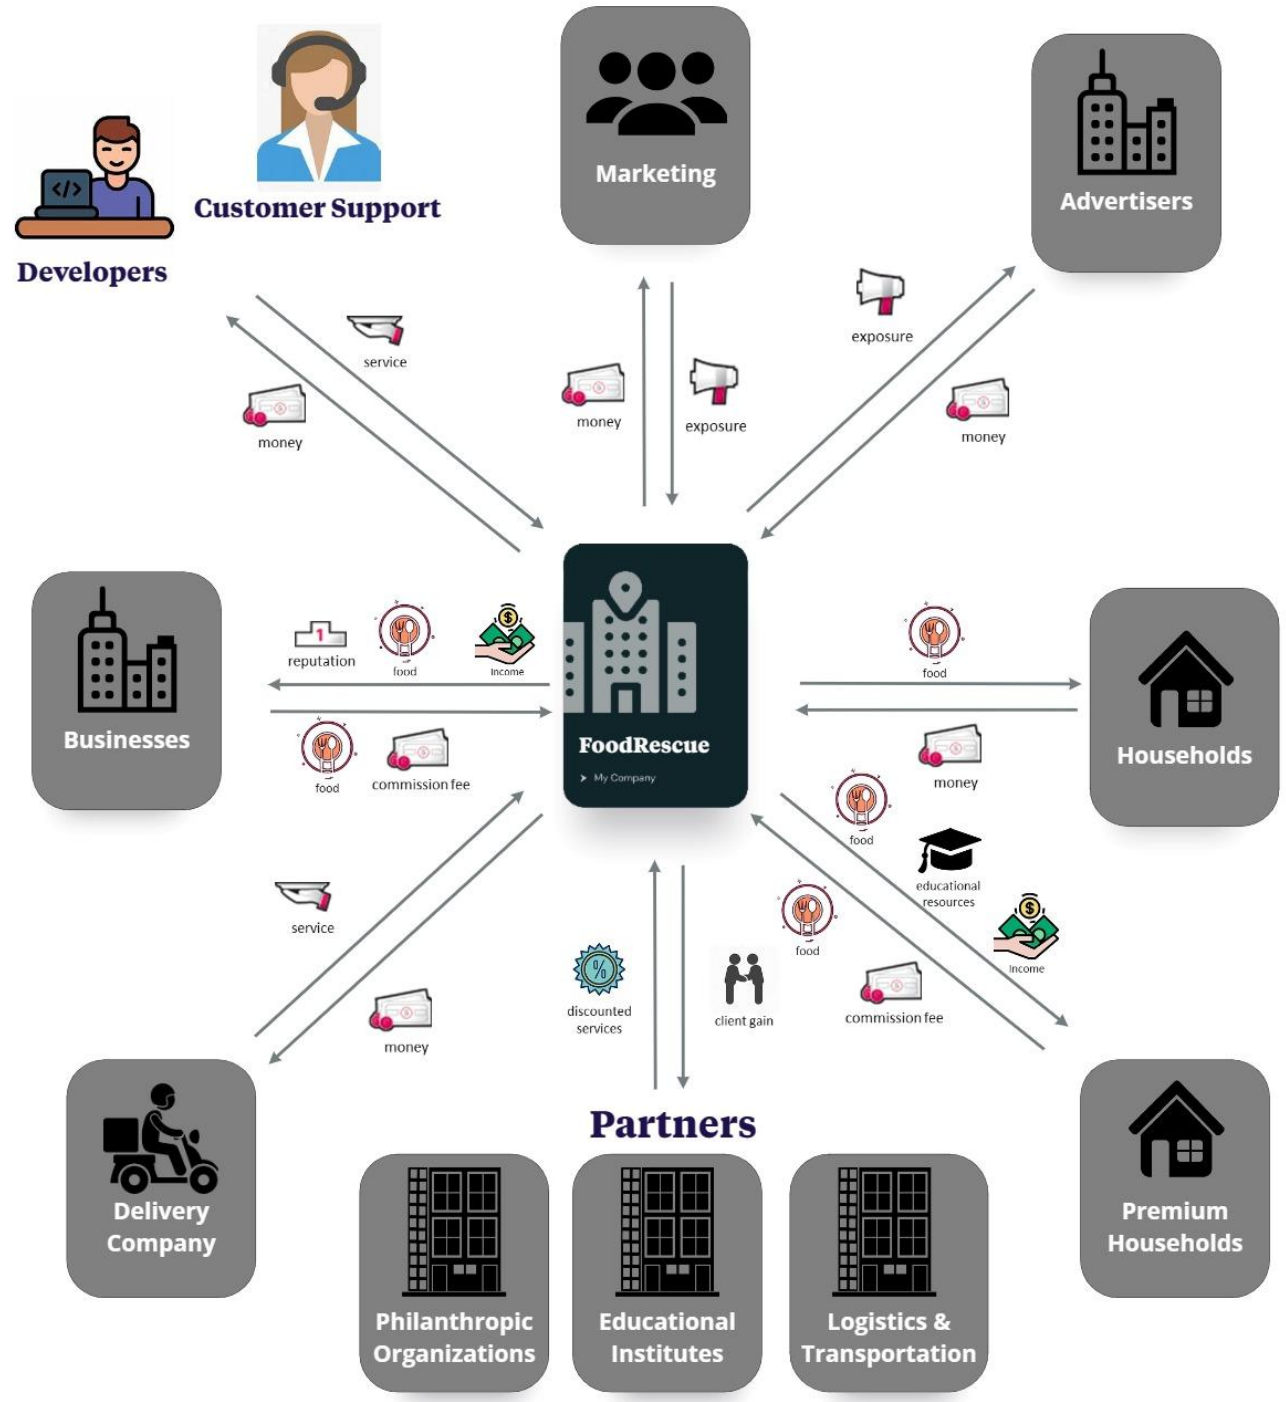 Marketing
Advertisers
Customer Support
Developers
service
money
money
exposure
exposure
money
Businesses
reputation
food
Income
food
commission fee
FoodRescue
➤ My Company
food
money
Households
food
educational
resources
Income
food
commission fee
service
money
discounted
services
client gain
Delivery
Company
Partners
Philanthropic
Organizations
Educational
Institutes
Logistics &
Transportation
Premium
Households